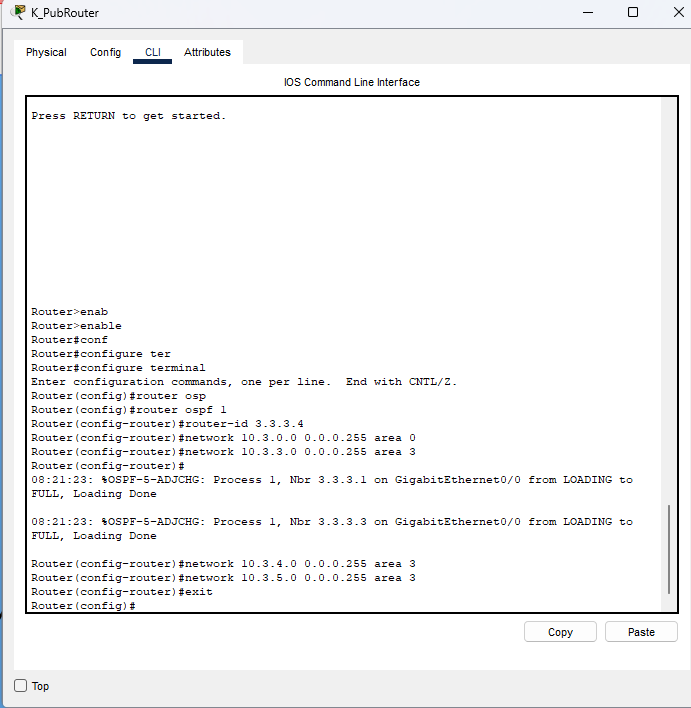 K_PubRouter
Physical Config CLI Attributes
IOS Command Line Interface
Press RETURN to get started.
Router>enab
Router>enable
Router#conf
Router#configure ter
Router#configure terminal
Enter configuration commands, one per line.  End with CNTL/Z.
Router(config)#router osp
Router(config)#router ospf 1
Router(config-router)#router-id 3.3.3.4
Router(config-router)#network 10.3.0.0 0.0.0.255 area 0
Router(config-router)#network 10.3.3.0 0.0.0.255 area 3
Router(config-router)#
08:21:23: %OSPF-5-ADJCHG: Process 1, Nbr 3.3.3.1 on GigabitEthernet0/0 from LOADING to
FULL, Loading Done
08:21:23: %OSPF-5-ADJCHG: Process 1, Nbr 3.3.3.3 on GigabitEthernet0/0 from LOADING to
FULL, Loading Done
Router(config-router)#network 10.3.4.0 0.0.0.255 area 3
Router(config-router)#network 10.3.5.0 0.0.0.255 area 3
Router(config-router)#exit
Router(config)#
Copy Paste
Top